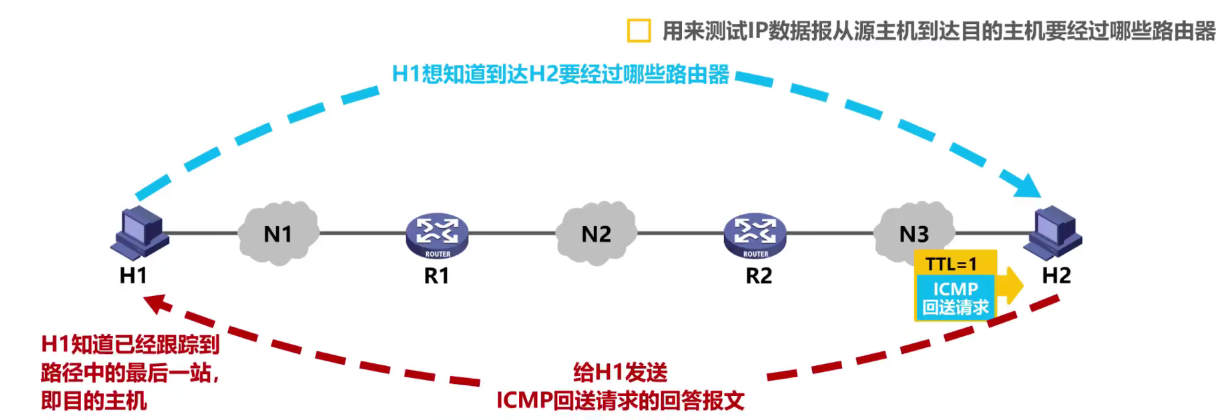 用来测试IP数据报从源主机到达目的主机要经过哪些路由器
H1想知道到达H2要经过哪些路由器
N1
N2
N3
ROUTER
ROUTER
H1
R1
R2
H2
TTL=1
ICMP
回送请求
H1知道已经跟踪到
路径中的最后一站，
即目的主机
给H1发送
ICMP回送请求的回答报文